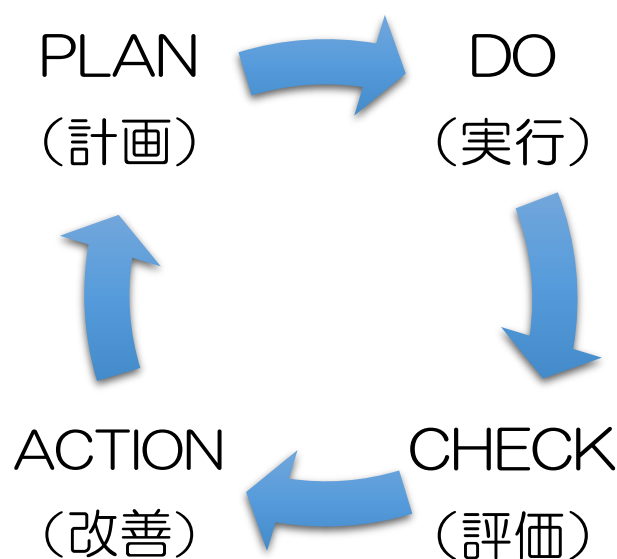 PLAN
（計画）
DO
（実行）
ACTION
（改善）
CHECK
（評価）